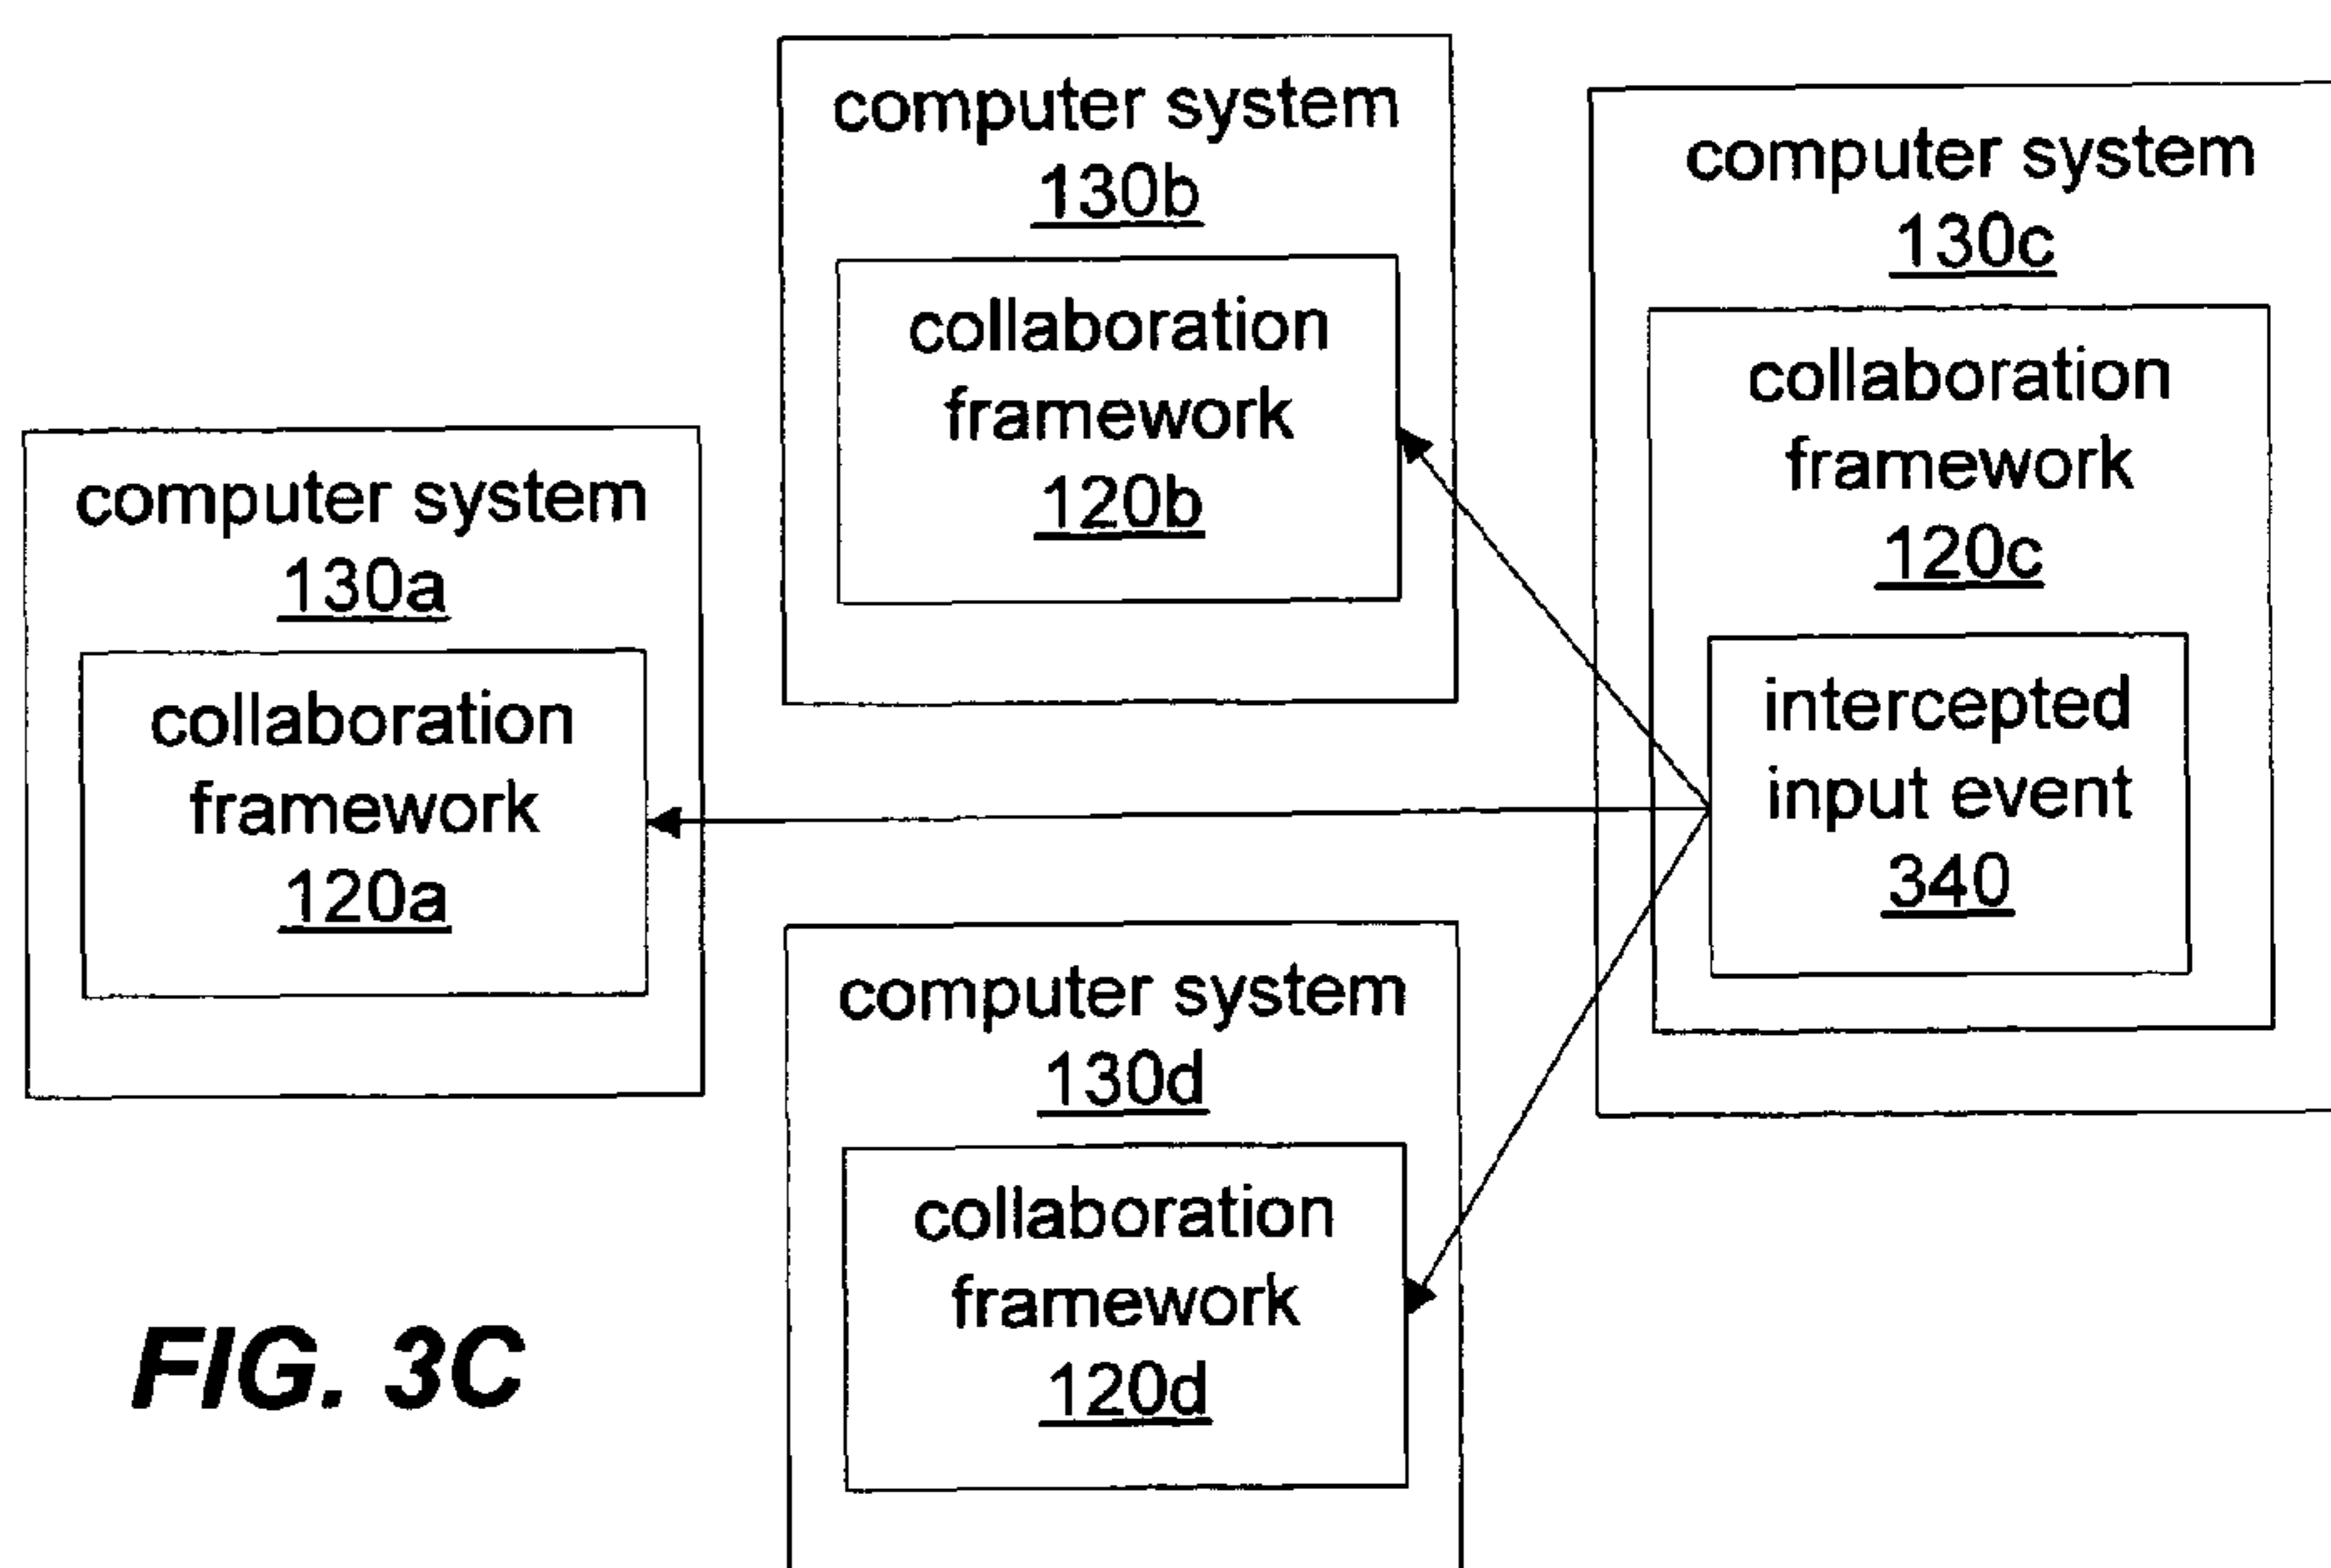 computer system
130b
collaboration
framework
120b
computer system
130c
collaboration
framework
120c
intercepted
input event
340
computer system
130a
collaboration
framework
120a
computer system
130d
collaboration
framework
120d
FIG. 3C